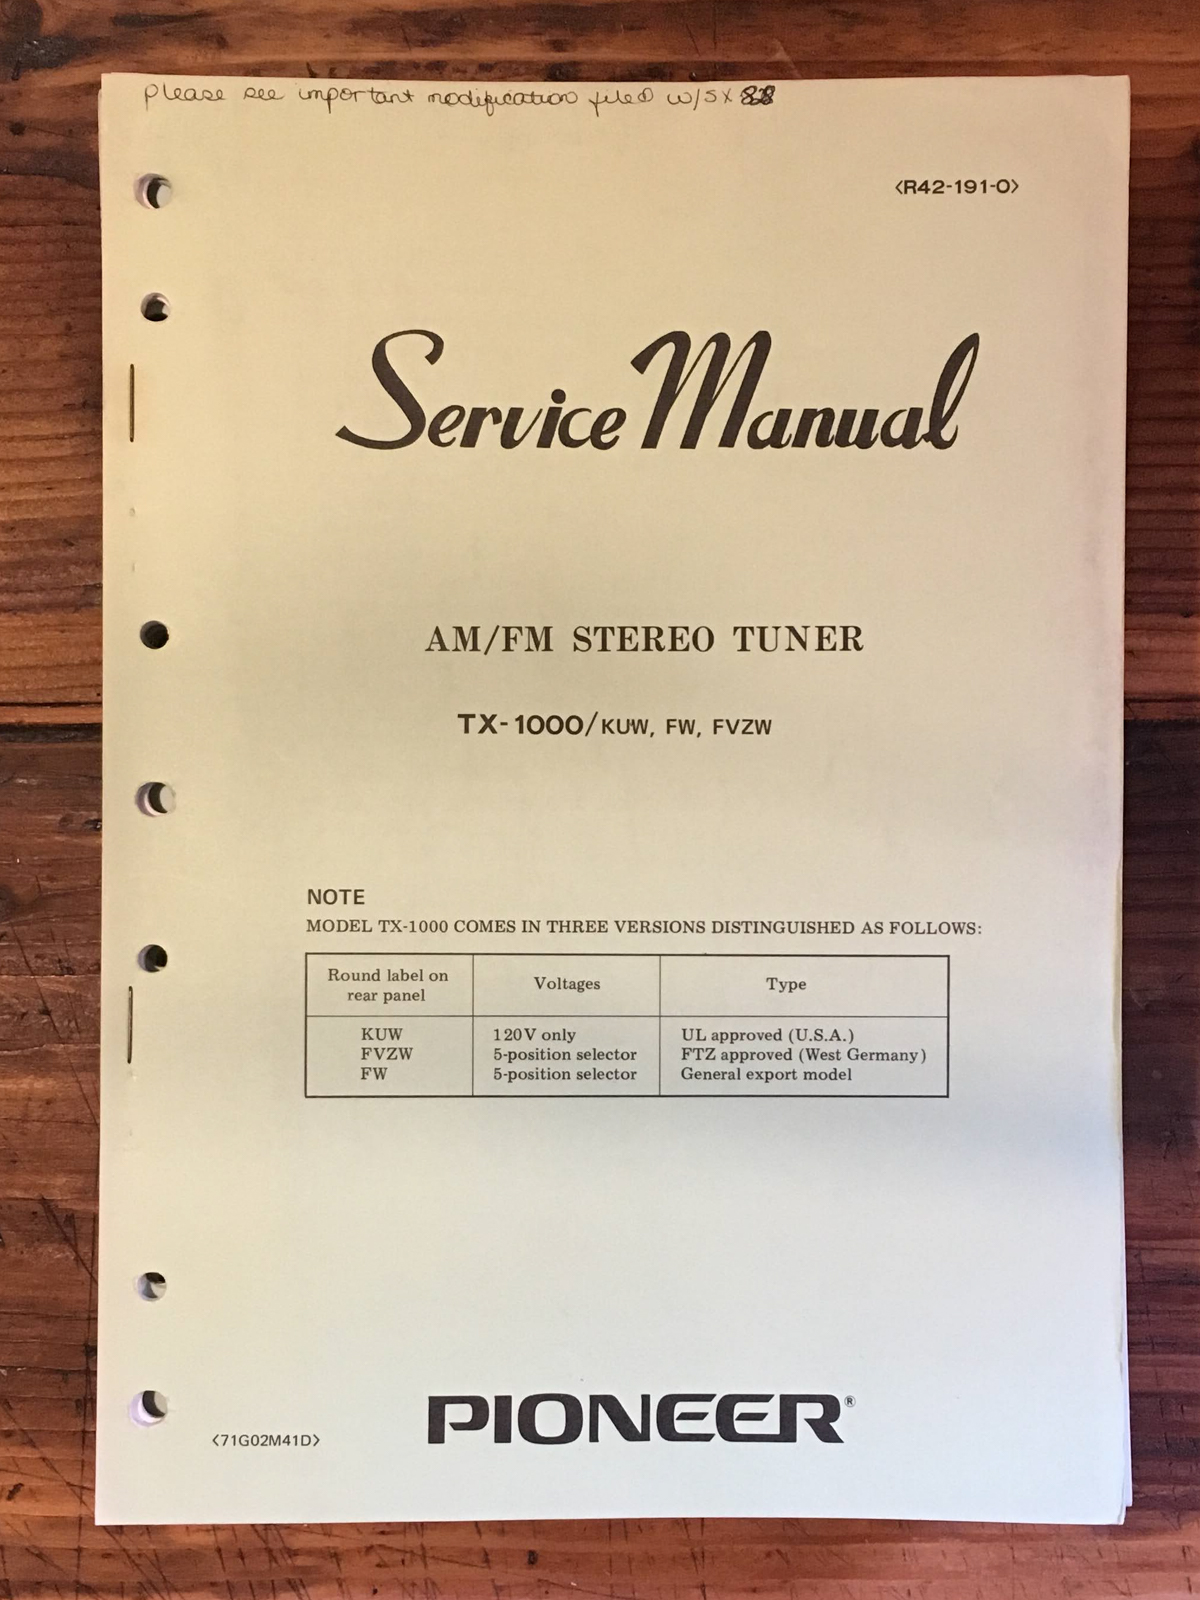 please see important modification filed w/SX 828
<R42-191-0>
Service Manual
AM/FM STEREO TUNER
TX-1000/KUW, FW, FVZW
NOTE
MODEL TX-1000 COMES IN THREE VERSIONS DISTINGUISHED AS FOLLOWS:
Round label on rear panel Voltages Type
KUW 120V only UL approved (U.S.A.)
FVZW 5-position selector FTZ approved (West Germany)
FW 5-position selector General export model
PIONEER®
<71G02M41D>